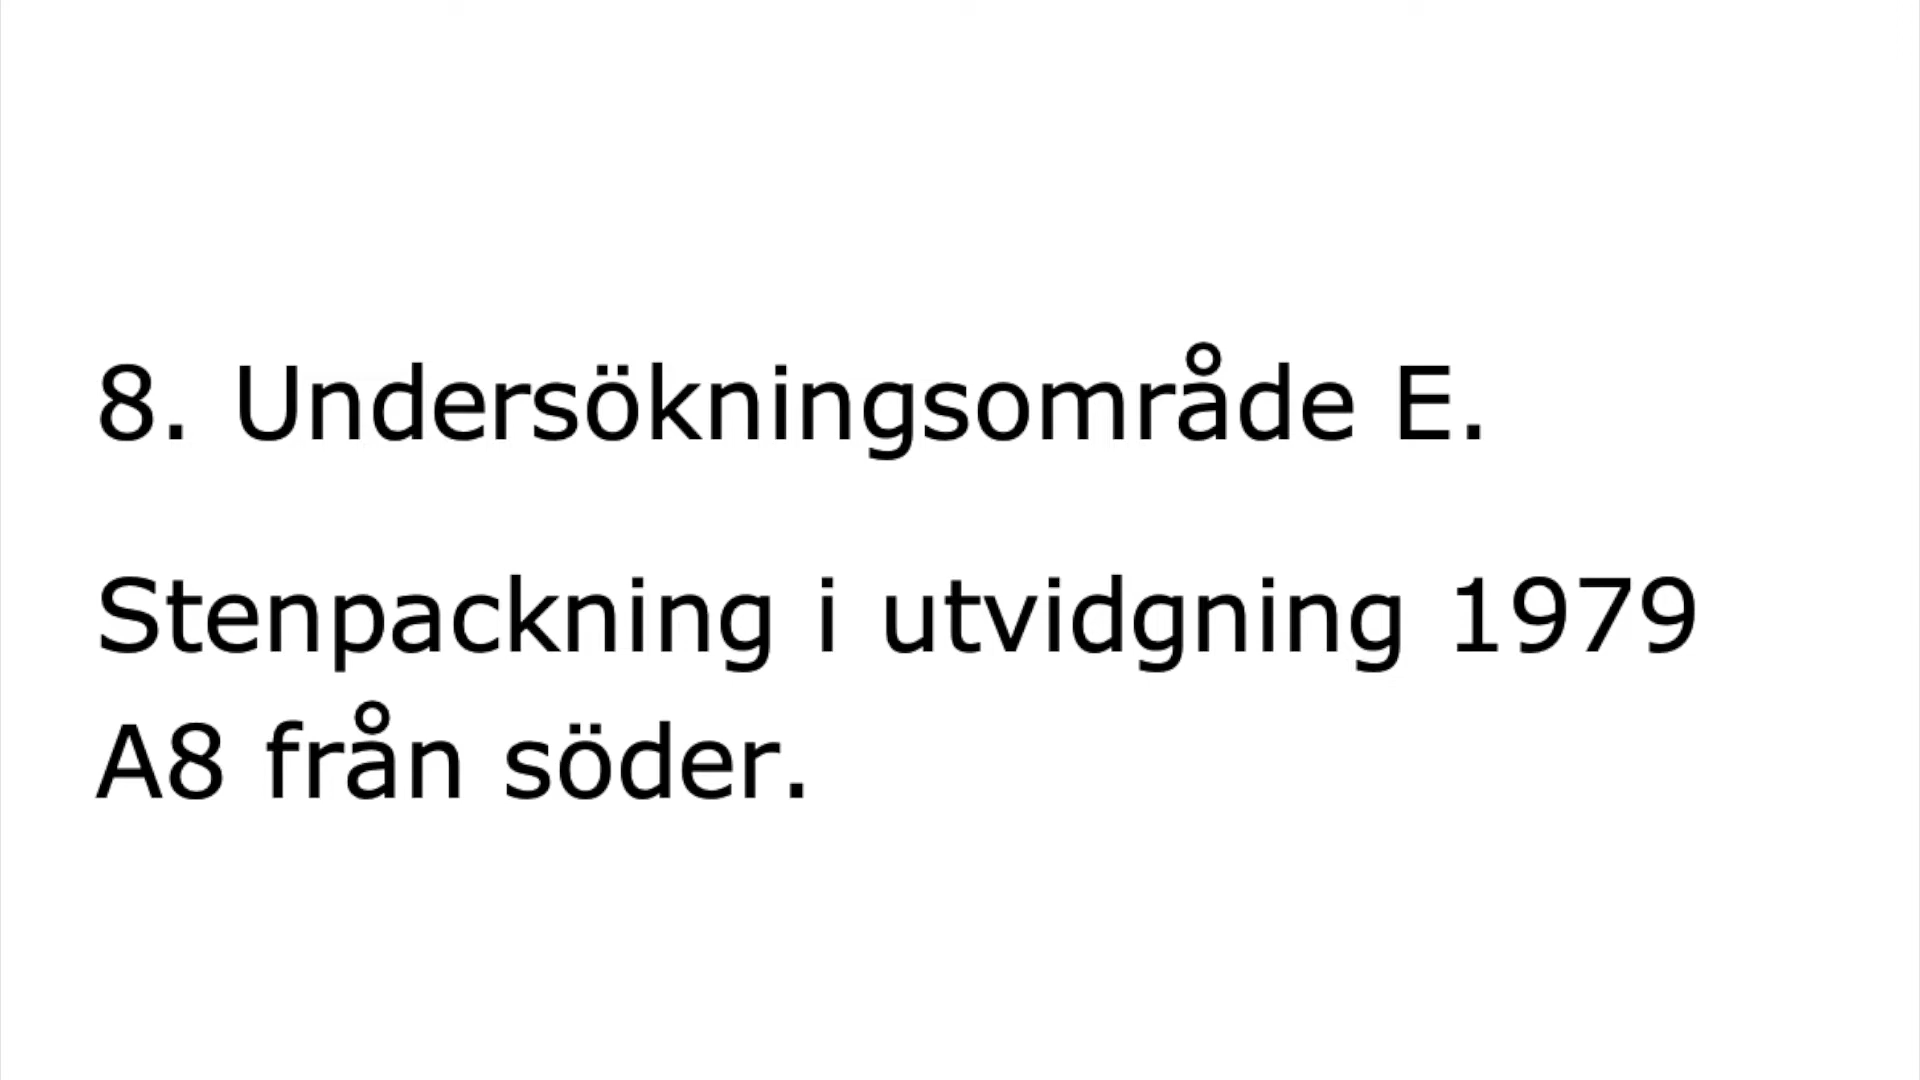 8. Undersökningsområde E.
Stenpackning i utvidgning 1979
A8 från söder.